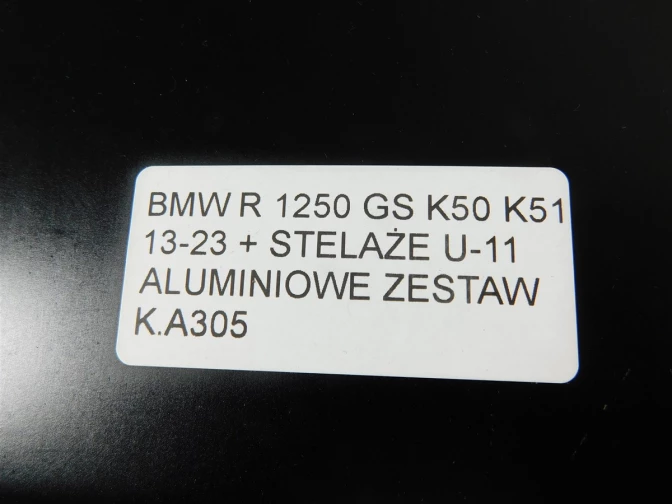 BMW R 1250 GS K50 K51
13-23 + STELAŻE U-11
ALUMINIOWE ZESTAW
K.A305